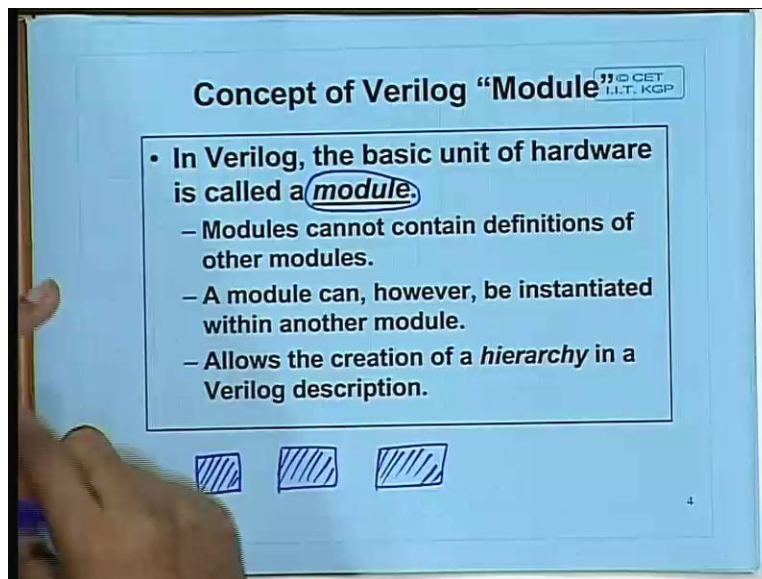 Concept of Verilog “Module”
© CET
I.I.T. KGP
• In Verilog, the basic unit of hardware
is called a module.
– Modules cannot contain definitions of
other modules.
– A module can, however, be instantiated
within another module.
– Allows the creation of a hierarchy in a
Verilog description.
4